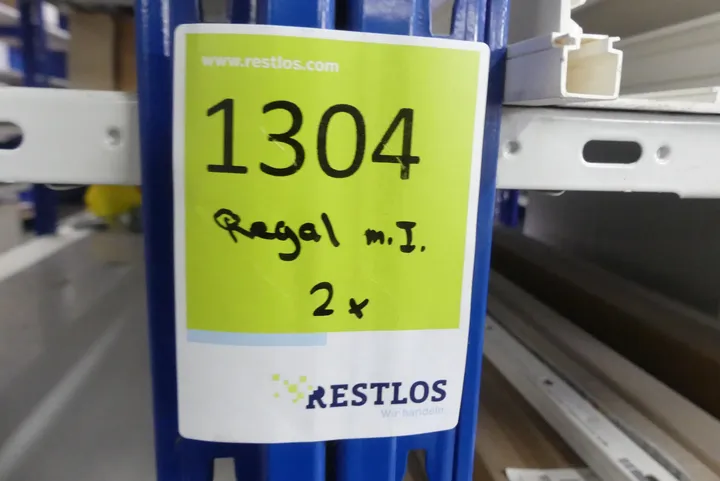 www.restlos.com
1304
Regal m.I.
2x
RESTLOS
Wir handeln.